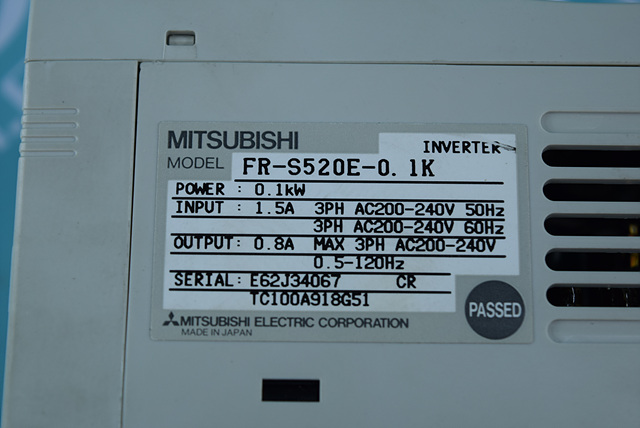 MITSUBISHI
INVERTER
MODEL FR-S520E-0.1K
POWER : 0.1kW
INPUT : 1.5A 3PH AC200-240V 50Hz
3PH AC200-240V 60Hz
OUTPUT: 0.8A MAX 3PH AC200-240V
0.5-120Hz
SERIAL: E62J34067 CR
TC100A918G51
PASSED
MITSUBISHI ELECTRIC CORPORATION
MADE IN JAPAN